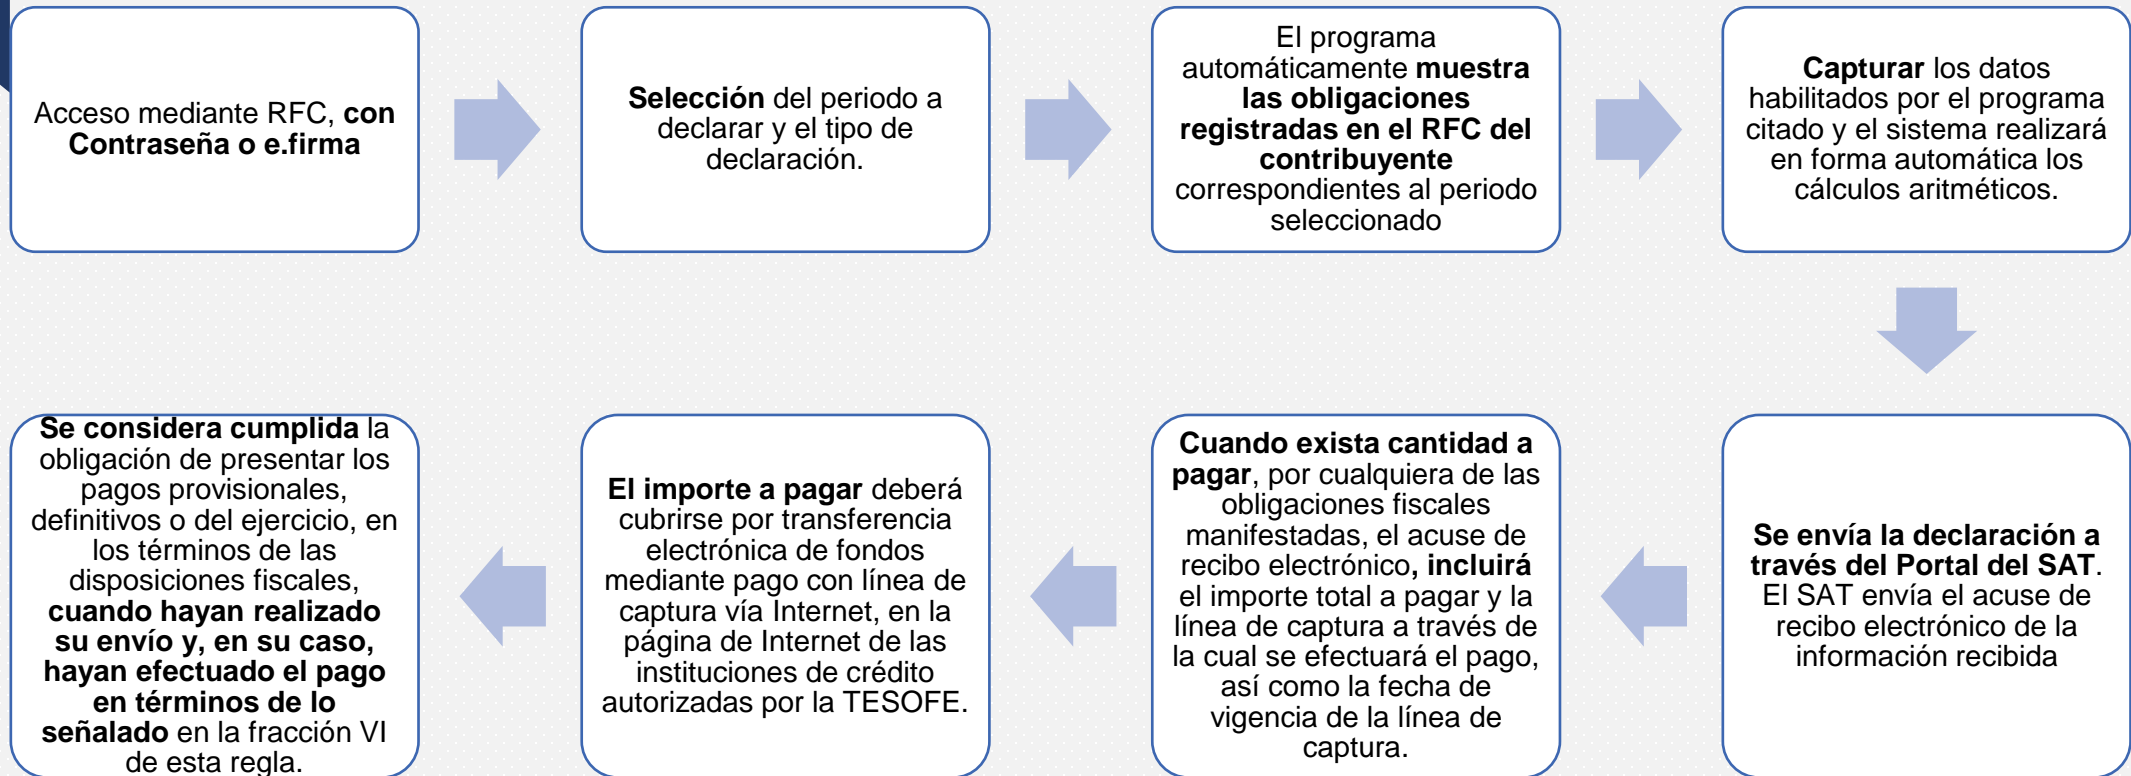 Acceso mediante RFC, con
Contraseña o e.firma
Selección del periodo a
declarar y el tipo de
declaración.
El programa
automáticamente muestra
las obligaciones
registradas en el RFC del
contribuyente
correspondientes al periodo
seleccionado
Capturar los datos
habilitados por el programa
citado y el sistema realizará
en forma automática los
cálculos aritméticos.
Se envía la declaración a
través del Portal del SAT.
El SAT envía el acuse de
recibo electrónico de la
información recibida
Cuando exista cantidad a
pagar, por cualquiera de las
obligaciones fiscales
manifestadas, el acuse de
recibo electrónico, incluirá
el importe total a pagar y la
línea de captura a través de
la cual se efectuará el pago,
así como la fecha de
vigencia de la línea de
captura.
El importe a pagar deberá
cubrirse por transferencia
electrónica de fondos
mediante pago con línea de
captura vía Internet, en la
página de Internet de las
instituciones de crédito
autorizadas por la TESOFE.
Se considera cumplida la
obligación de presentar los
pagos provisionales,
definitivos o del ejercicio, en
los términos de las
disposiciones fiscales,
cuando hayan realizado
su envío y, en su caso,
hayan efectuado el pago
en términos de lo
señalado en la fracción VI
de esta regla.